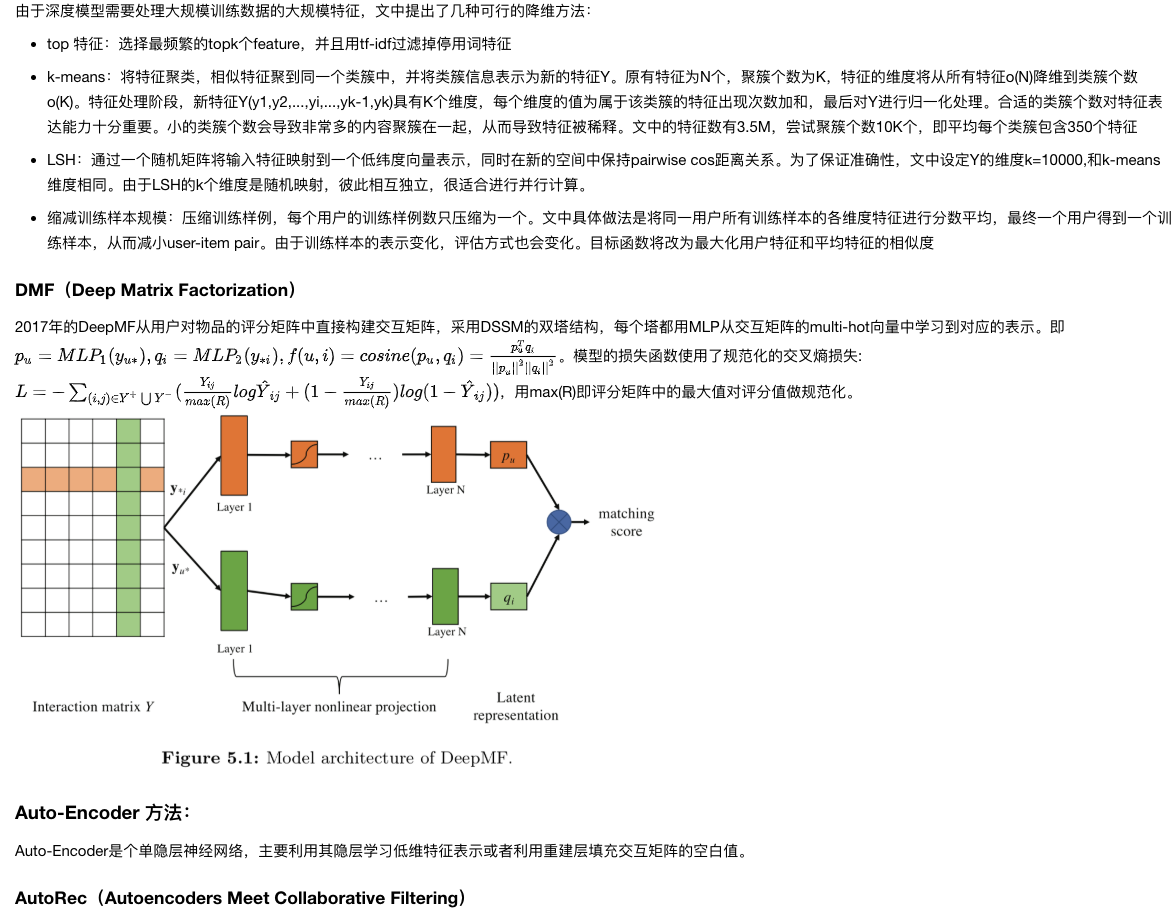 由于深度模型需要处理大规模训练数据的大规模特征，文中提出了几种可行的降维方法：
• top 特征：选择最频繁的topk个feature，并且用tf-idf过滤掉停用词特征
• k-means：将特征聚类，相似特征聚到同一个类簇中，并将类簇信息表示为新的特征Y。原有特征为N个，聚簇个数为K，特征的维度将从所有特征o(N)降维到类簇个数
o(K)。特征处理阶段，新特征Y(y1,y2,...,yi,...,yk-1,yk)具有K个维度，每个维度的值为属于该类簇的特征出现次数加和，最后对Y进行归一化处理。合适的类簇个数对特征表
达能力十分重要。小的类簇个数会导致非常多的内容聚簇在一起，从而导致特征被稀释。文中的特征数有3.5M，尝试聚簇个数10K个，即平均每个类簇包含350个特征
• LSH：通过一个随机矩阵将输入特征映射到一个低纬度向量表示，同时在新的空间中保持pairwise cos距离关系。为了保证准确性，文中设定Y的维度k=10000,和k-means
维度相同。由于LSH的k个维度是随机映射，彼此相互独立，很适合进行并行计算。
• 缩减训练样本规模：压缩训练样例，每个用户的训练样例数只压缩为一个。文中具体做法是将同一用户所有训练样本的各维度特征进行分数平均，最终一个用户得到一个训
练样本，从而减小user-item pair。由于训练样本的表示变化，评估方式也会变化。目标函数将改为最大化用户特征和平均特征的相似度
DMF（Deep Matrix Factorization）
2017年的DeepMF从用户对物品的评分矩阵中直接构建交互矩阵，采用DSSM的双塔结构，每个塔都用MLP从交互矩阵的multi-hot向量中学习到对应的表示。即
$p_u = MLP_1(y_{u*}), q_i = MLP_2(y_{*i}), f(u,i) = cosine(p_u, q_i) = \frac{p_u^T q_i}{||p_u||^2||q_i||^2}$ 。模型的损失函数使用了规范化的交叉熵损失:
$L = -\sum_{(i,j)\in Y^+ \bigcup Y^-}(\frac{Y_{ij}}{max(R)}log\hat{Y}_{ij} + (1 - \frac{Y_{ij}}{max(R)})log(1 - \hat{Y}_{ij}))$，用max(R)即评分矩阵中的最大值对评分值做规范化。
y*i
Layer 1
...
Layer N
pu
matching
score
yu*
Layer 1
...
Layer N
qi
Interaction matrix Y
Multi-layer nonlinear projection
Latent
representation
Figure 5.1: Model architecture of DeepMF.
Auto-Encoder 方法：
Auto-Encoder是个单隐层神经网络，主要利用其隐层学习低维特征表示或者利用重建层填充交互矩阵的空白值。
AutoRec（Autoencoders Meet Collaborative Filtering）